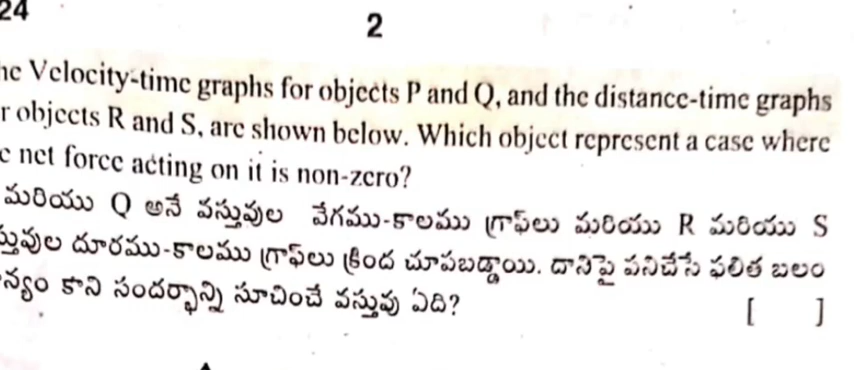 24
2
he Velocity-time graphs for objects P and Q, and the distance-time graphs
r objects R and S, are shown below. Which object represent a case where
e net force acting on it is non-zero?
మరియు Q అనే వస్తువుల వేగము-కాలము గ్రాఫ్‌లు మరియు R మరియు S
స్తువుల దూరము-కాలము గ్రాఫ్‌లు క్రింద చూపబడ్డాయి. దానిపై పనిచేసే ఫలిత బలం
న్యం కాని సందర్భాన్ని సూచించే వస్తువు ఏది? [ ]